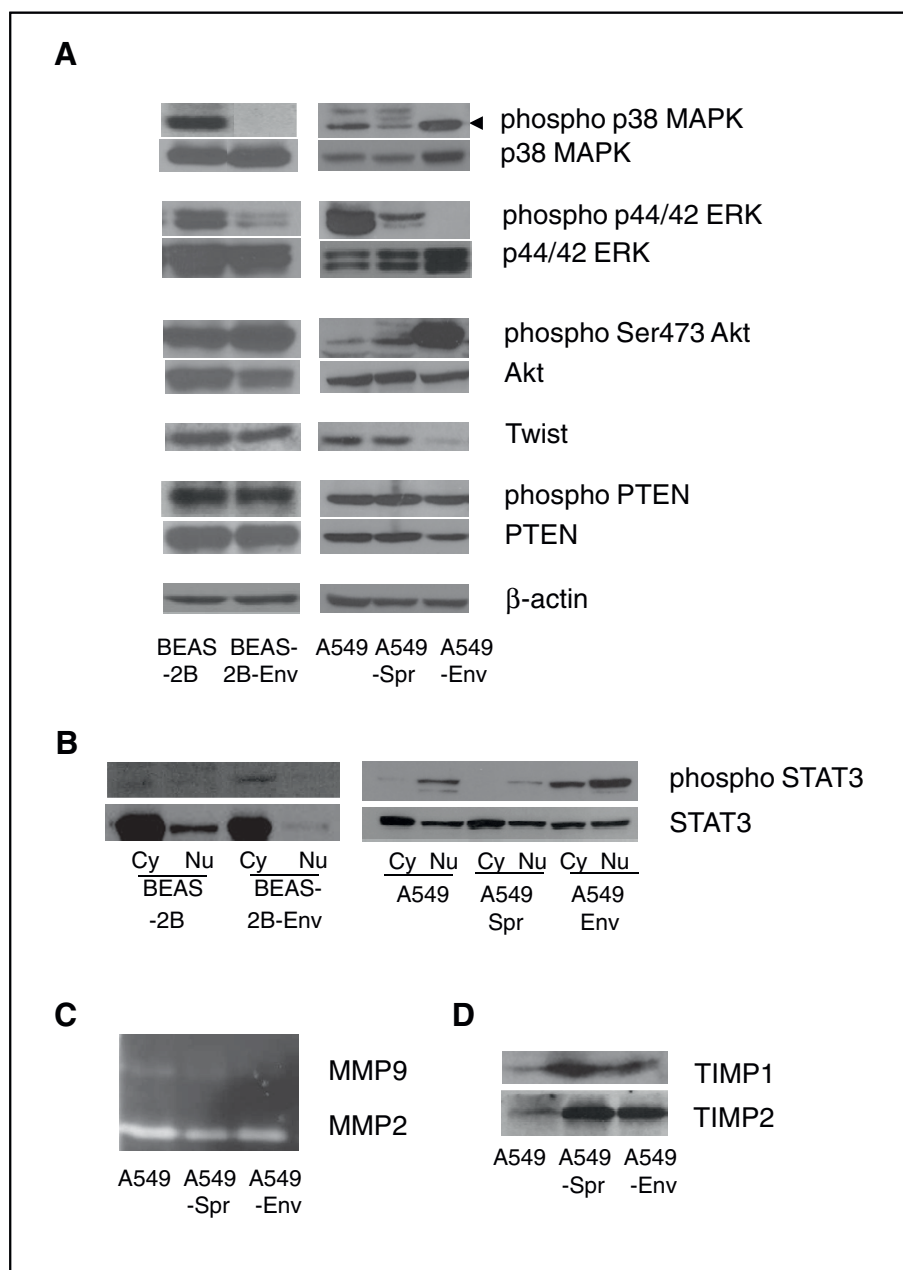 A
phospho p38 MAPK
p38 MAPK
phospho p44/42 ERK
p44/42 ERK
phospho Ser473 Akt
Akt
Twist
phospho PTEN
PTEN
β-actin
BEAS BEAS- A549 A549 A549
-2B 2B-Env -Spr -Env
B
phospho STAT3
STAT3
Cy Nu Cy Nu Cy Nu Cy Nu Cy Nu
BEAS BEAS- A549 A549 A549
-2B 2B-Env Spr Env
C
MMP9
MMP2
A549 A549 A549
-Spr -Env
D
TIMP1
TIMP2
A549 A549 A549
-Spr -Env